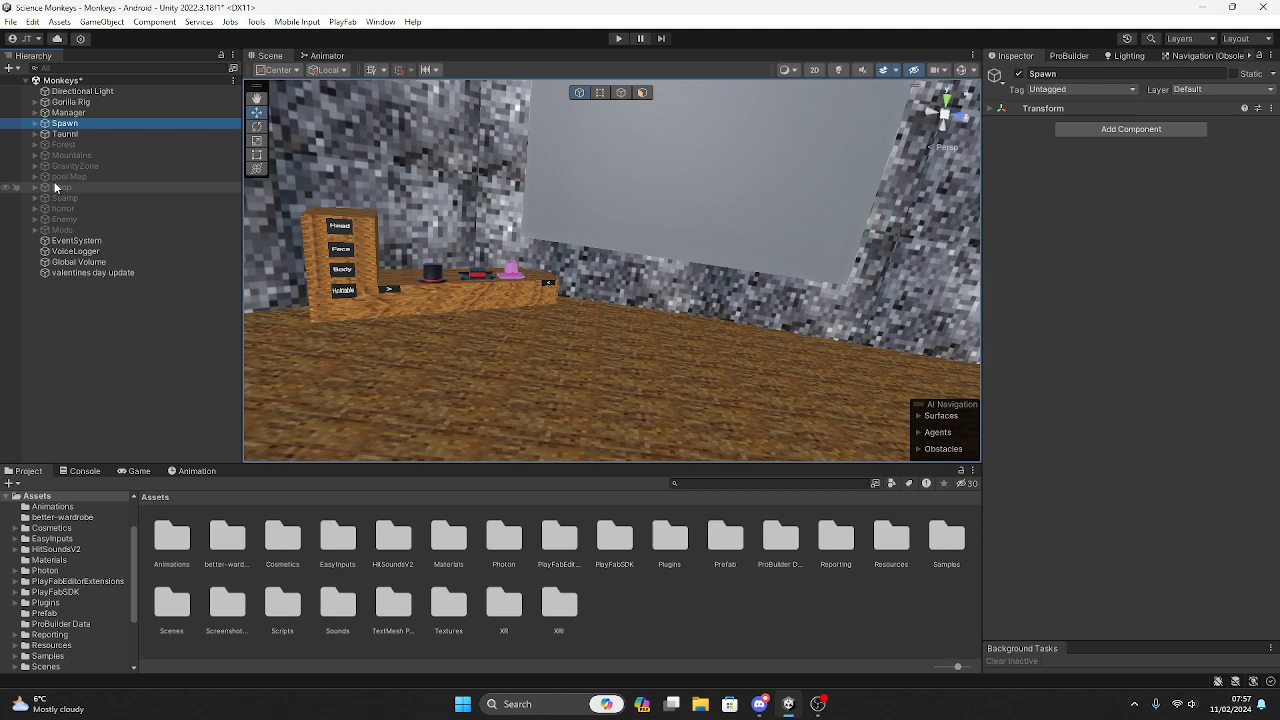 Science Monkeys - Monkeys - Android - Unity 2022.3.18f1* <DX11>
File Edit Assets GameObject Component Services Jobs Tools Mobile Input PlayFab Window Help
JT Layers Layout
Hierarchy
All
Monkeys*
Directional Light
Gorilla Rig
Manager
Spawn
Taunnl
Forest
Mountains
GravityZone
pool Map
horror
Enemy
Mods
EventSystem
VoiceLogger
Global Volume
valentines day update
Scene Animator
Center Local 2D
Head
Face
Body
Holdable
>
<
y
Persp
AI Navigation
Surfaces
Agents
Obstacles
Inspector ProBuilder Lighting Navigation (Obsole
Spawn Static
Tag Untagged Layer Default
Transform
Add Component
Background Tasks
Clear Inactive
Project Console Game Animation
30
Assets
Animations
better-wardrobe
Cosmetics
EasyInputs
HitSoundsV2
Materials
Photon
PlayFabEditorExtensions
PlayFabSDK
Plugins
Prefab
ProBuilder Data
Reporting
Resources
Samples
Scenes
Assets
Animations better-ward... Cosmetics EasyInputs HitSoundsV2 Materials Photon PlayFabEdit... PlayFabSDK Plugins Prefab ProBuilder D... Reporting Resources Samples
Scenes Screenshot... Scripts Sounds TextMesh P... Textures XR XRI
5°C
Mostly cloudy
Search
07:57
11/02/2024